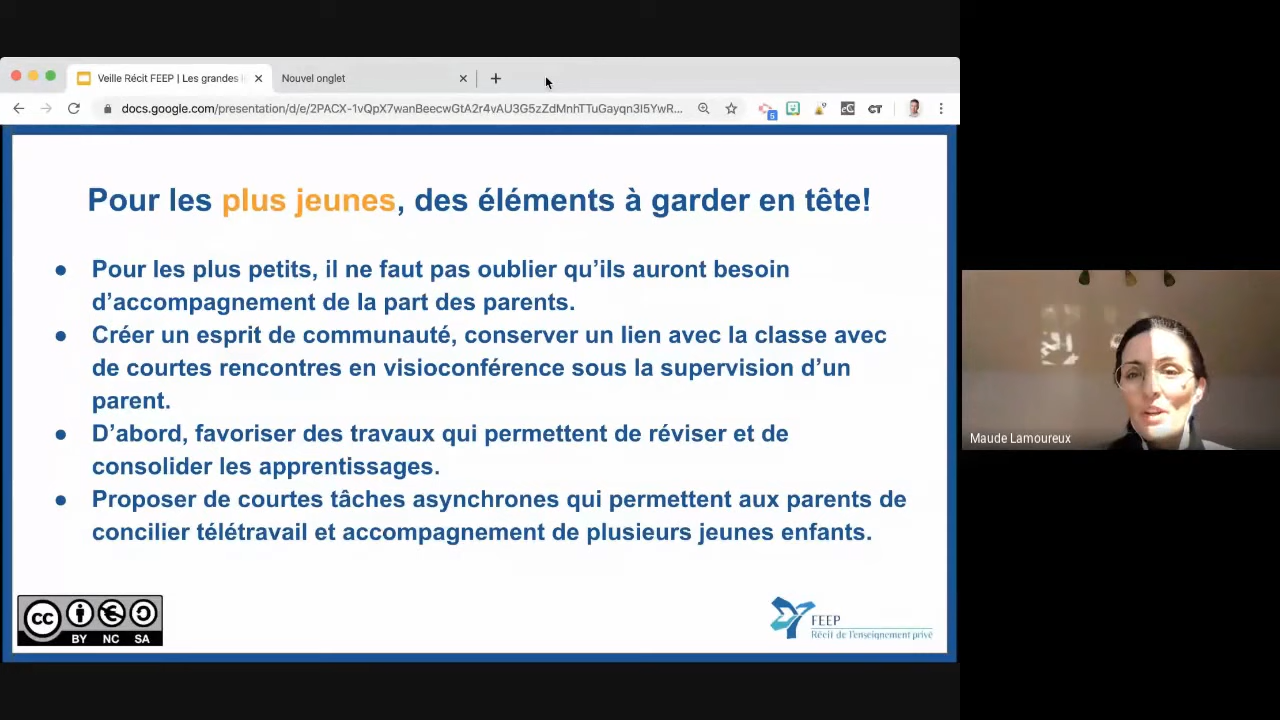 Veille Récit FEEP | Les grandes
Nouvel onglet
docs.google.com/presentation/d/e/2PACX-1vQpX7wanBeecwGtA2r4vAU3G5zZdMnhTTuGayqn3I5YwR...
5
CT
Pour les plus jeunes, des éléments à garder en tête!
● Pour les plus petits, il ne faut pas oublier qu’ils auront besoin
d’accompagnement de la part des parents.
● Créer un esprit de communauté, conserver un lien avec la classe avec
de courtes rencontres en visioconférence sous la supervision d’un
parent.
● D’abord, favoriser des travaux qui permettent de réviser et de
consolider les apprentissages.
● Proposer de courtes tâches asynchrones qui permettent aux parents de
concilier télétravail et accompagnement de plusieurs jeunes enfants.
Maude Lamoureux
cc
BY NC SA
FEEP
Récit de l'enseignement privé